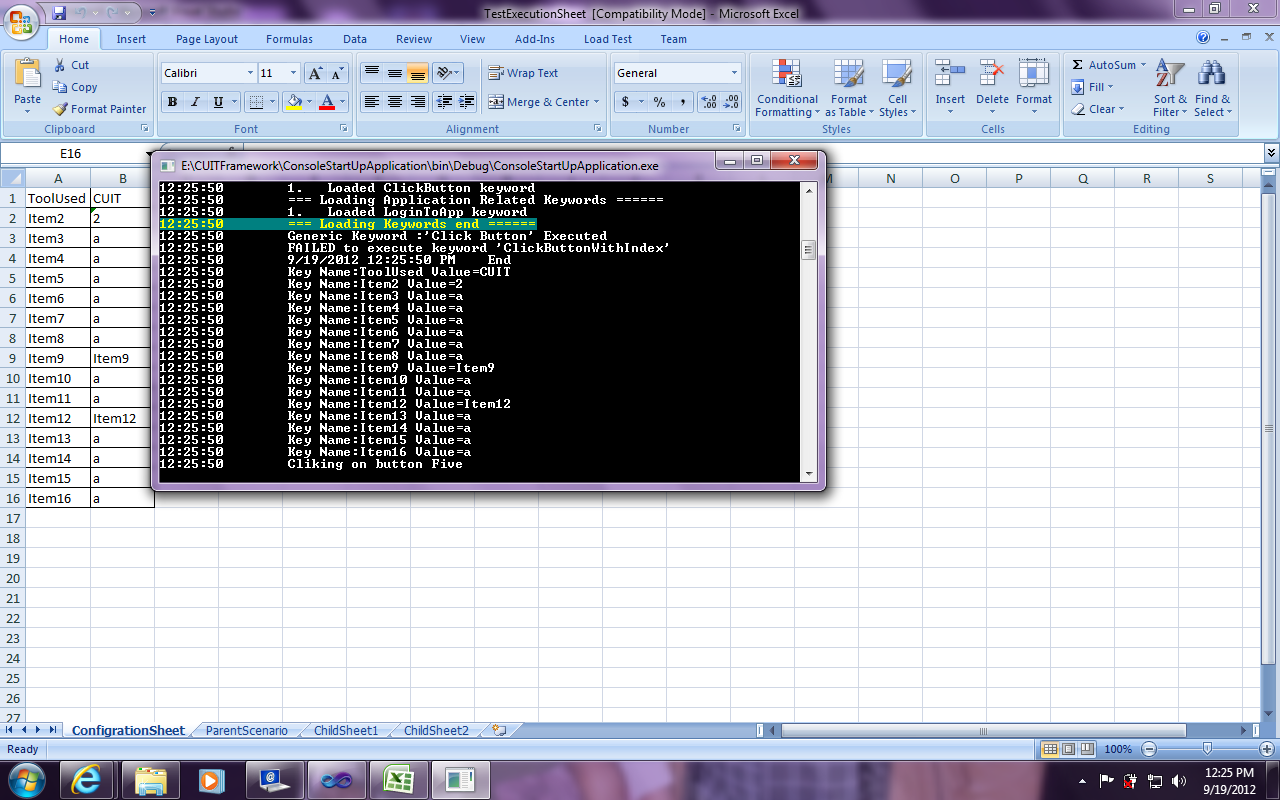 TestExecutionSheet [Compatibility Mode] - Microsoft Excel
Home Insert Page Layout Formulas Data Review View Add-Ins Load Test Team
Paste
Cut
Copy
Format Painter
Clipboard
Calibri 11
B I U
Font
Wrap Text
Merge & Center
Alignment
General
$ % ,
Number
Conditional Formatting
Format as Table
Cell Styles
Styles
Insert Delete Format
Cells
Σ AutoSum
Fill
Clear
Sort & Filter
Find & Select
Editing
E16
E:\CUITFramework\ConsoleStartUpApplication\bin\Debug\ConsoleStartUpApplication.exe
12:25:50 1. Loaded ClickButton keyword
12:25:50 === Loading Application Related Keywords ======
12:25:50 1. Loaded LoginToApp keyword
12:25:50 === Loading Keywords end ======
12:25:50 Generic Keyword :'Click Button' Executed
12:25:50 FAILED to execute keyword 'ClickButtonWithIndex'
12:25:50 9/19/2012 12:25:50 PM End
12:25:50 Key Name:ToolUsed Value=CUIT
12:25:50 Key Name:Item2 Value=2
12:25:50 Key Name:Item3 Value=a
12:25:50 Key Name:Item4 Value=a
12:25:50 Key Name:Item5 Value=a
12:25:50 Key Name:Item6 Value=a
12:25:50 Key Name:Item7 Value=a
12:25:50 Key Name:Item8 Value=a
12:25:50 Key Name:Item9 Value=Item9
12:25:50 Key Name:Item10 Value=a
12:25:50 Key Name:Item11 Value=a
12:25:50 Key Name:Item12 Value=Item12
12:25:50 Key Name:Item13 Value=a
12:25:50 Key Name:Item14 Value=a
12:25:50 Key Name:Item15 Value=a
12:25:50 Key Name:Item16 Value=a
12:25:50 Cliking on button Five
A B N O P Q R S
1 ToolUsed CUIT
2 Item2 2
3 Item3 a
4 Item4 a
5 Item5 a
6 Item6 a
7 Item7 a
8 Item8 a
9 Item9 Item9
10 Item10 a
11 Item11 a
12 Item12 Item12
13 Item13 a
14 Item14 a
15 Item15 a
16 Item16 a
17
18
19
20
21
22
23
24
25
26
27
ConfigrationSheet ParentScenario ChildSheet1 ChildSheet2
Ready 100%
12:25 PM
9/19/2012